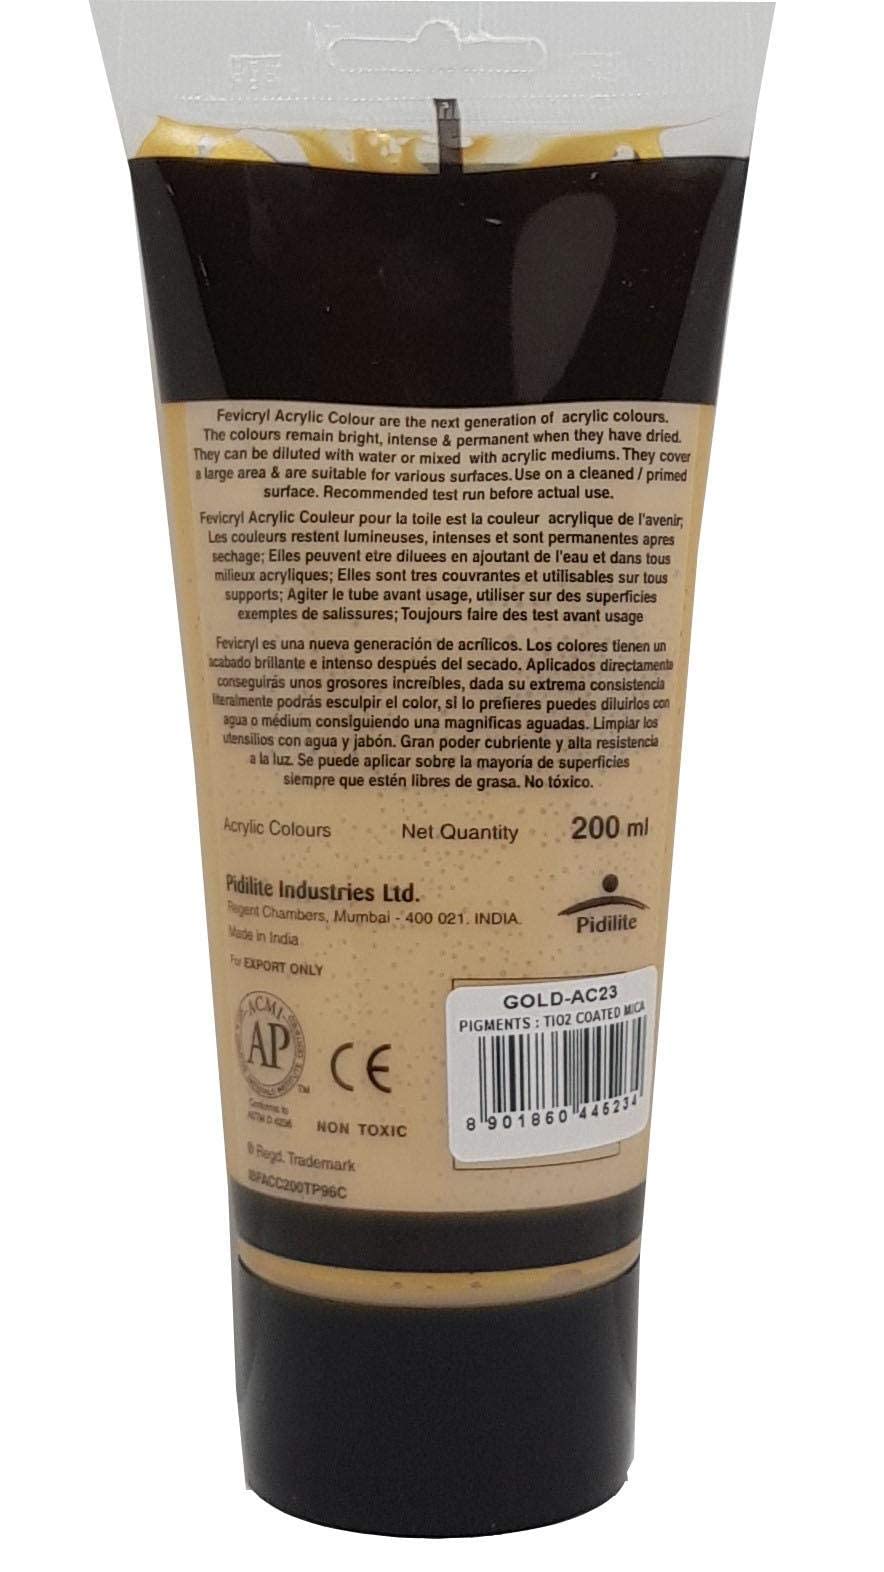 Fevicryl Acrylic Colour are the next generation of acrylic colours.
The colours remain bright, intense & permanent when they have dried.
They can be diluted with water or mixed with acrylic mediums. They cover
a large area & are suitable for various surfaces. Use on a cleaned / primed
surface. Recommended test run before actual use.
Fevicryl Acrylic Couleur pour la toile est la couleur acrylique de l'avenir;
Les couleurs restent lumineuses, intenses et sont permanentes apres
sechage; Elles peuvent etre diluees en ajoutant de l'eau et dans tous
milieux acryliques; Elles sont tres couvrantes et utilisables sur tous
supports; Agiter le tube avant usage, utiliser sur des superficies
exemptes de salissures; Toujours faire des test avant usage
Fevicryl es una nueva generación de acrílicos. Los colores tienen un
acabado brillante e intenso después del secado. Aplicados directamente
conseguirás unos grosores increíbles, dada su extrema consistencia
literalmente podrás esculpir el color, si lo prefieres puedes diluirlos con
agua o médium consiguiendo una magnificas aguadas. Limpiar los
utensilios con agua y jabón. Gran poder cubriente y alta resistencia
a la luz. Se puede aplicar sobre la mayoría de superficies
siempre que estén libres de grasa. No tóxico.
Acrylic Colours Net Quantity 200 ml
Pidilite Industries Ltd.
Regent Chambers, Mumbai - 400 021. INDIA.
Made in India
Pidilite
For EXPORT ONLY
GOLD-AC23
PIGMENTS : TIO2 COATED MICA
8 901860 446234
ACMI
AP
TM
CE
Conforms to
ASTM D 4236
NON TOXIC
® Regd. Trademark
IBFACC200TP96C